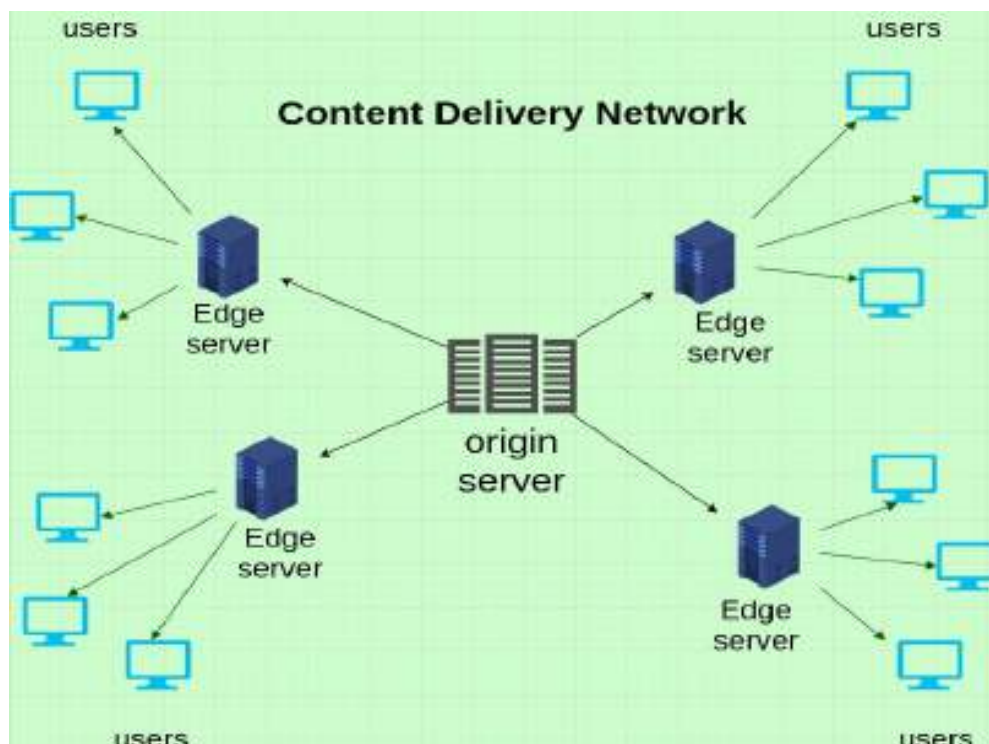 users
users
Content Delivery Network
Edge
server
Edge
server
origin
server
Edge
server
Edge
server
users
users